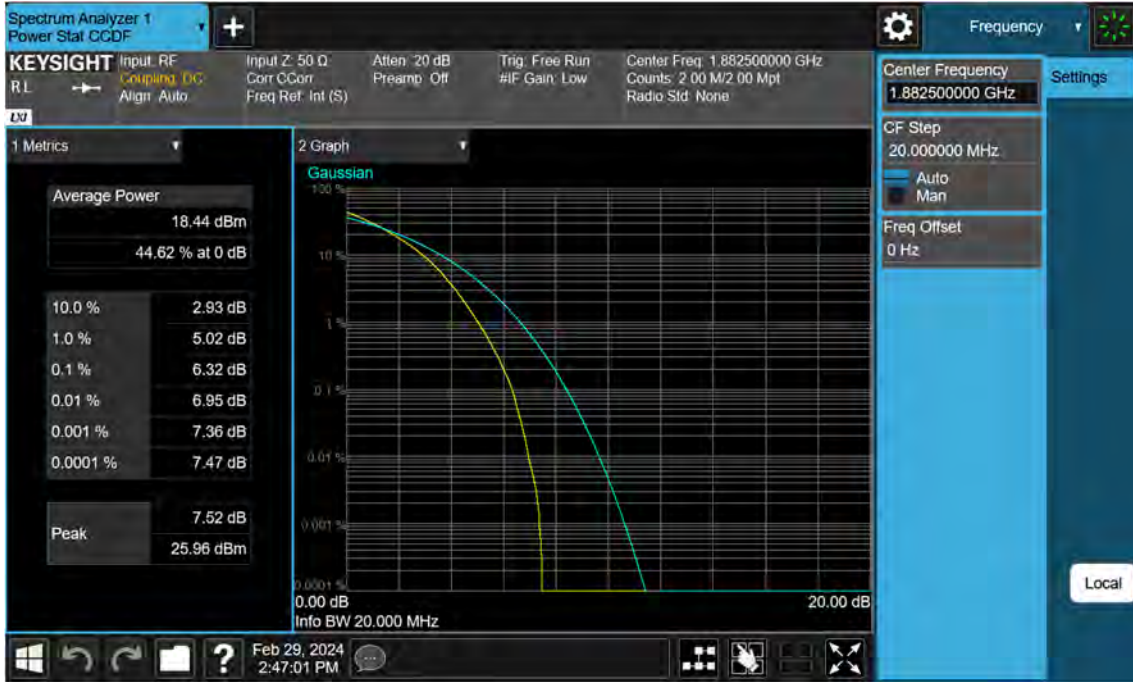 Spectrum Analyzer 1
Power Stat CCDF
Frequency
KEYSIGHT
R L
LXI
Input: RF
Coupling: DC
Align: Auto
Input Z: 50 Ω
Corr CCorr
Freq Ref: Int (S)
Atten: 20 dB
Preamp: Off
Trig: Free Run
#IF Gain: Low
Center Freq: 1.882500000 GHz
Counts: 2.00 M/2.00 Mpt
Radio Std: None
Center Frequency
1.882500000 GHz
Settings
CF Step
20.000000 MHz
Auto
Man
Freq Offset
0 Hz
Local
1 Metrics
Average Power
18.44 dBm
44.62 % at 0 dB
10.0 % 2.93 dB
1.0 % 5.02 dB
0.1 % 6.32 dB
0.01 % 6.95 dB
0.001 % 7.36 dB
0.0001 % 7.47 dB
Peak
7.52 dB
25.96 dBm
2 Graph
Gaussian
100 %
10 %
1 %
0.1 %
0.01 %
0.001 %
0.0001 %
0.00 dB 20.00 dB
Info BW 20.000 MHz
Feb 29, 2024
2:47:01 PM